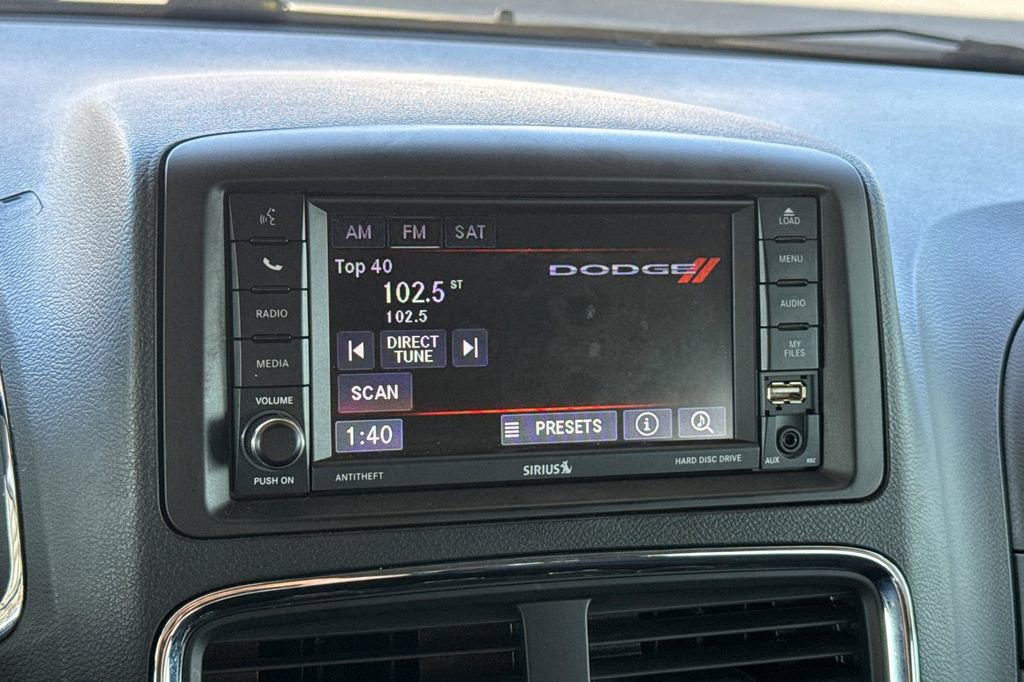 AM FM SAT
Top 40
102.5 ST
102.5
DIRECT
TUNE
SCAN
1:40
PRESETS
DODGE
RADIO
MEDIA
VOLUME
PUSH ON
ANTITHEFT
SIRIUS
HARD DISC DRIVE
LOAD
MENU
AUDIO
MY
FILES
AUX